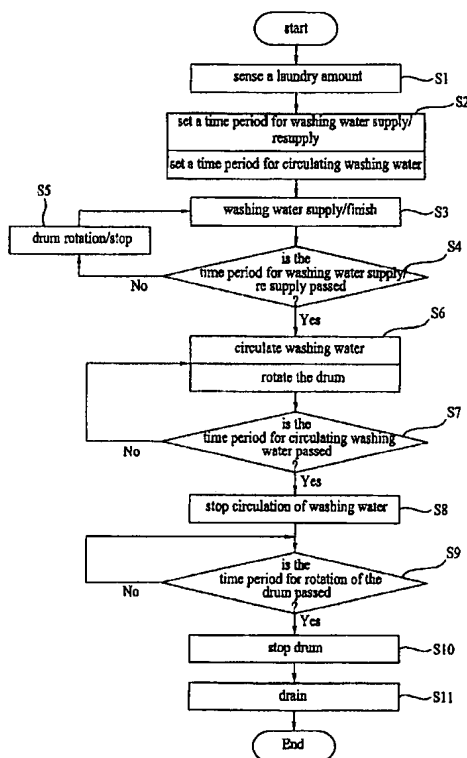 start
sense a laundry amount
S1
S2
set a time period for washing water supply/
resupply
set a time period for circulating washing water
S5
washing water supply/finish
S3
drum rotation/stop
S4
is the
time period for washing water supply/
re supply passed
?
No
Yes
S6
circulate washing water
rotate the drum
S7
is the
time period for circulating washing
water passed
?
No
Yes
stop circulation of washing water
S8
S9
is the
time period for rotation of the
drum passed
?
No
Yes
stop drum
S10
drain
S11
End